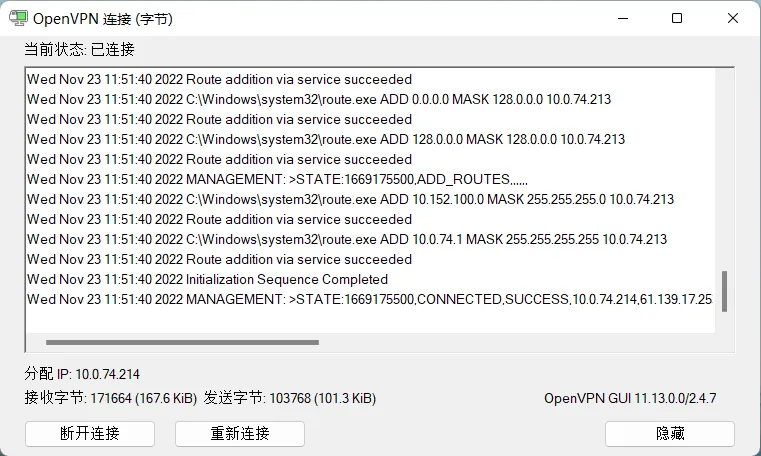 OpenVPN 连接 (字节)
当前状态: 已连接
Wed Nov 23 11:51:40 2022 Route addition via service succeeded
Wed Nov 23 11:51:40 2022 C:\Windows\system32\route.exe ADD 0.0.0.0 MASK 128.0.0.0 10.0.74.213
Wed Nov 23 11:51:40 2022 Route addition via service succeeded
Wed Nov 23 11:51:40 2022 C:\Windows\system32\route.exe ADD 128.0.0.0 MASK 128.0.0.0 10.0.74.213
Wed Nov 23 11:51:40 2022 Route addition via service succeeded
Wed Nov 23 11:51:40 2022 MANAGEMENT: >STATE:1669175500,ADD_ROUTES,,,,,,
Wed Nov 23 11:51:40 2022 C:\Windows\system32\route.exe ADD 10.152.100.0 MASK 255.255.255.0 10.0.74.213
Wed Nov 23 11:51:40 2022 Route addition via service succeeded
Wed Nov 23 11:51:40 2022 C:\Windows\system32\route.exe ADD 10.0.74.1 MASK 255.255.255.255 10.0.74.213
Wed Nov 23 11:51:40 2022 Route addition via service succeeded
Wed Nov 23 11:51:40 2022 Initialization Sequence Completed
Wed Nov 23 11:51:40 2022 MANAGEMENT: >STATE:1669175500,CONNECTED,SUCCESS,10.0.74.214,61.139.17.25
分配 IP: 10.0.74.214
接收字节: 171664 (167.6 KiB) 发送字节: 103768 (101.3 KiB) OpenVPN GUI 11.13.0.0/2.4.7
断开连接 重新连接 隐藏